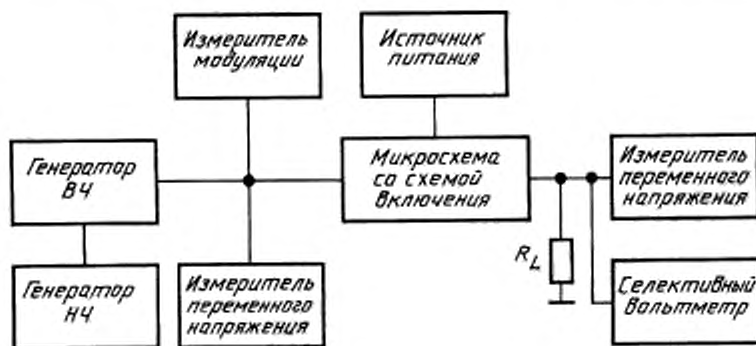 Измеритель
модуляции
Источник
питания
Генератор
ВЧ
Микросхема
со схемой
включения
Измеритель
переменного
напряжения
R_L
Генератор
НЧ
Измеритель
переменного
напряжения
Селективный
вольтметр